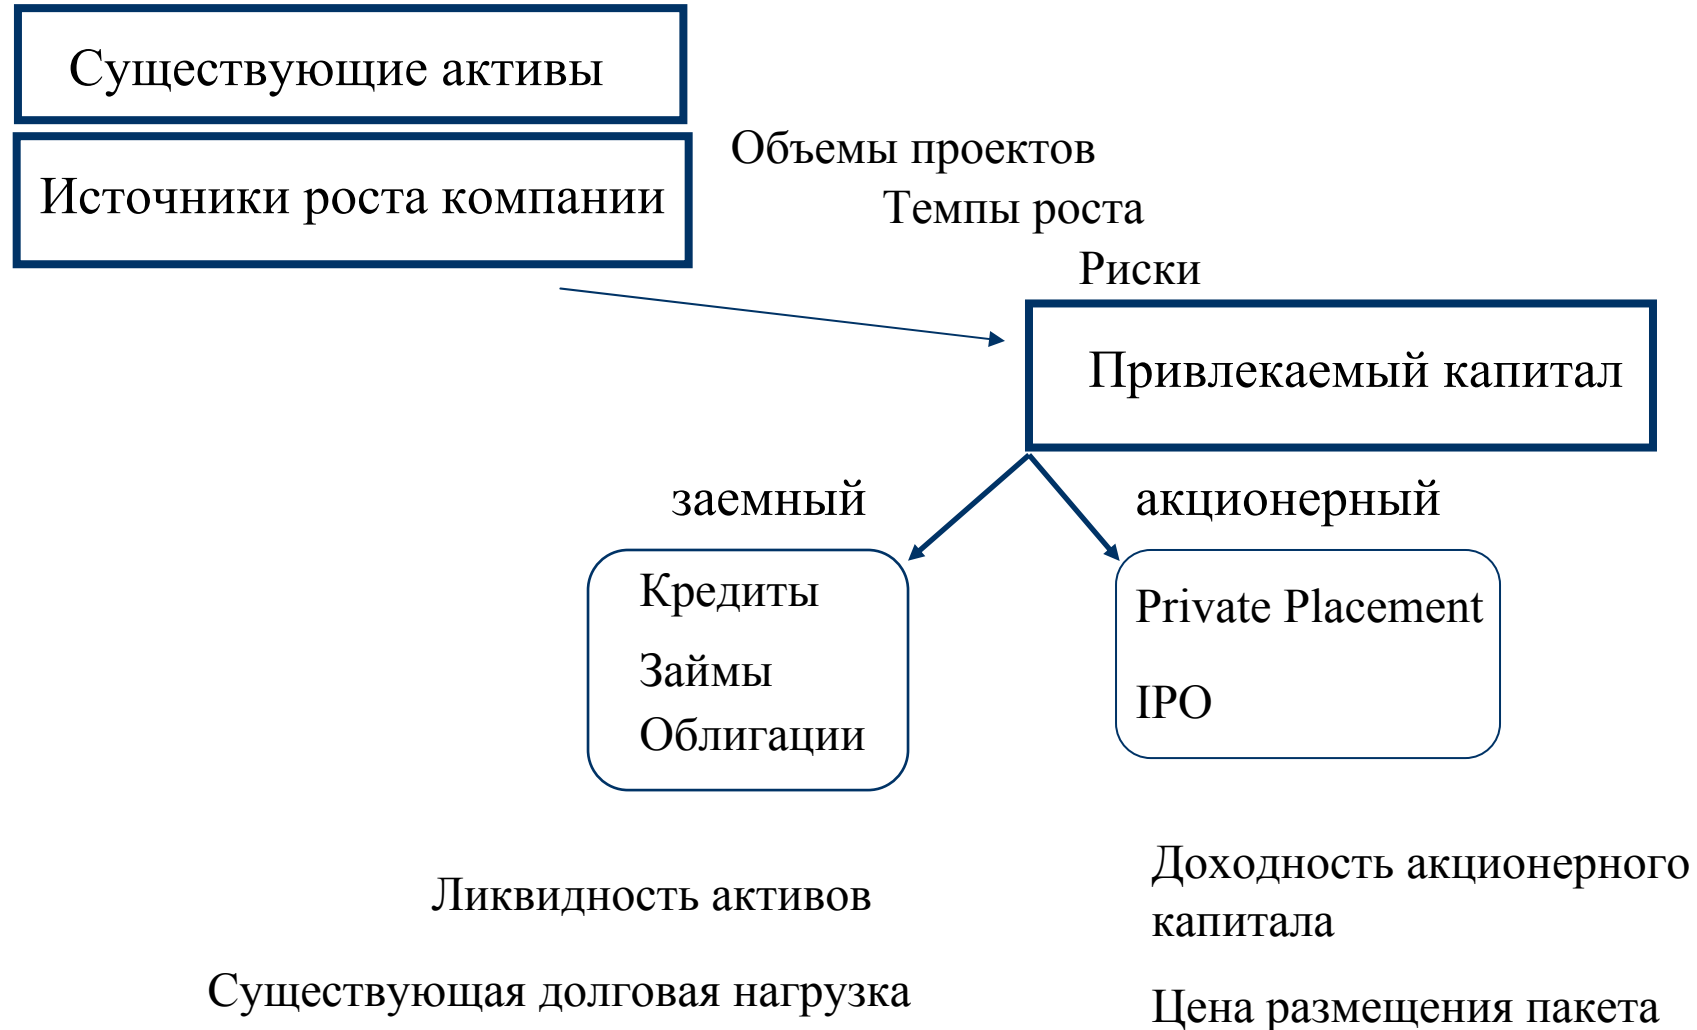 Существующие активы
Источники роста компании
Объемы проектов
Темпы роста
Риски
Привлекаемый капитал
заемный
акционерный
Кредиты
Займы
Облигации
Private Placement
IPO
Ликвидность активов
Существующая долговая нагрузка
Доходность акционерного
капитала
Цена размещения пакета